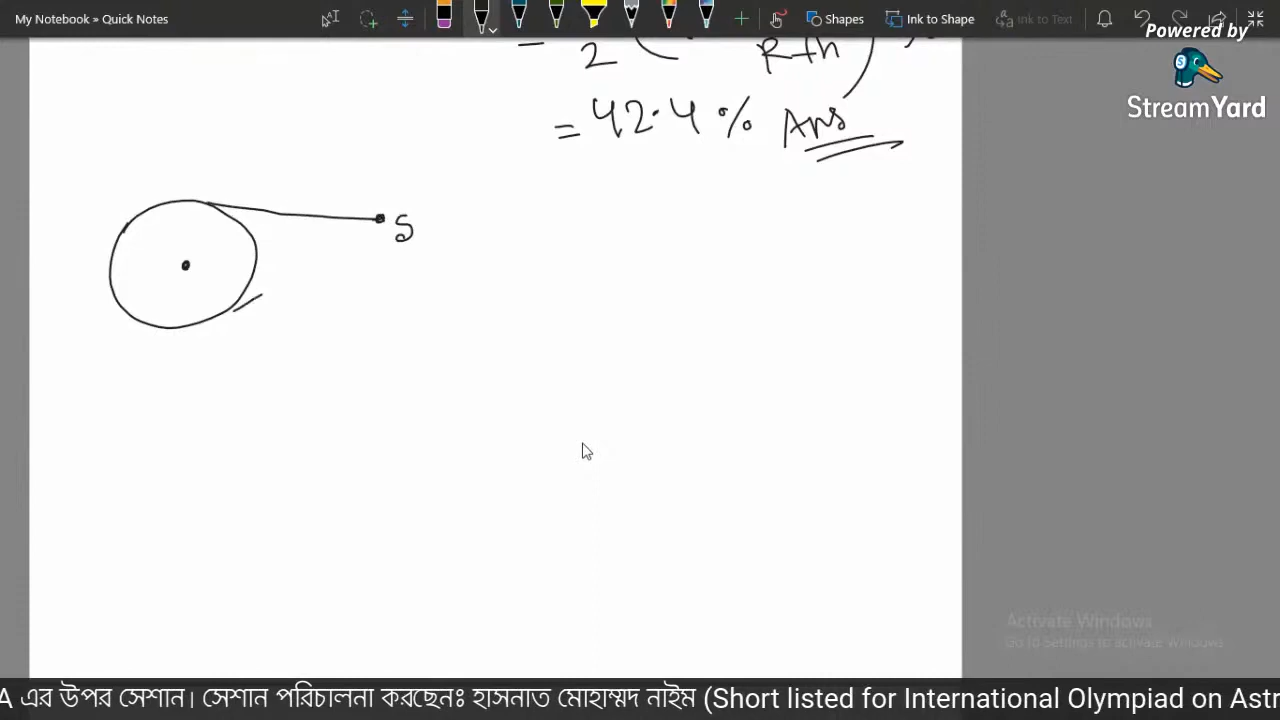 My Notebook » Quick Notes
Shapes
Ink to Shape
Ink to Text
Powered by
StreamYard
2
R+h
= 42.4 % Ans
S
Activate Windows
Go to Settings to activate Windows.
A এর উপর সেশান। সেশান পরিচালনা করছেনঃ হাসনাত মোহাম্মদ নাইম (Short listed for International Olympiad on Astr